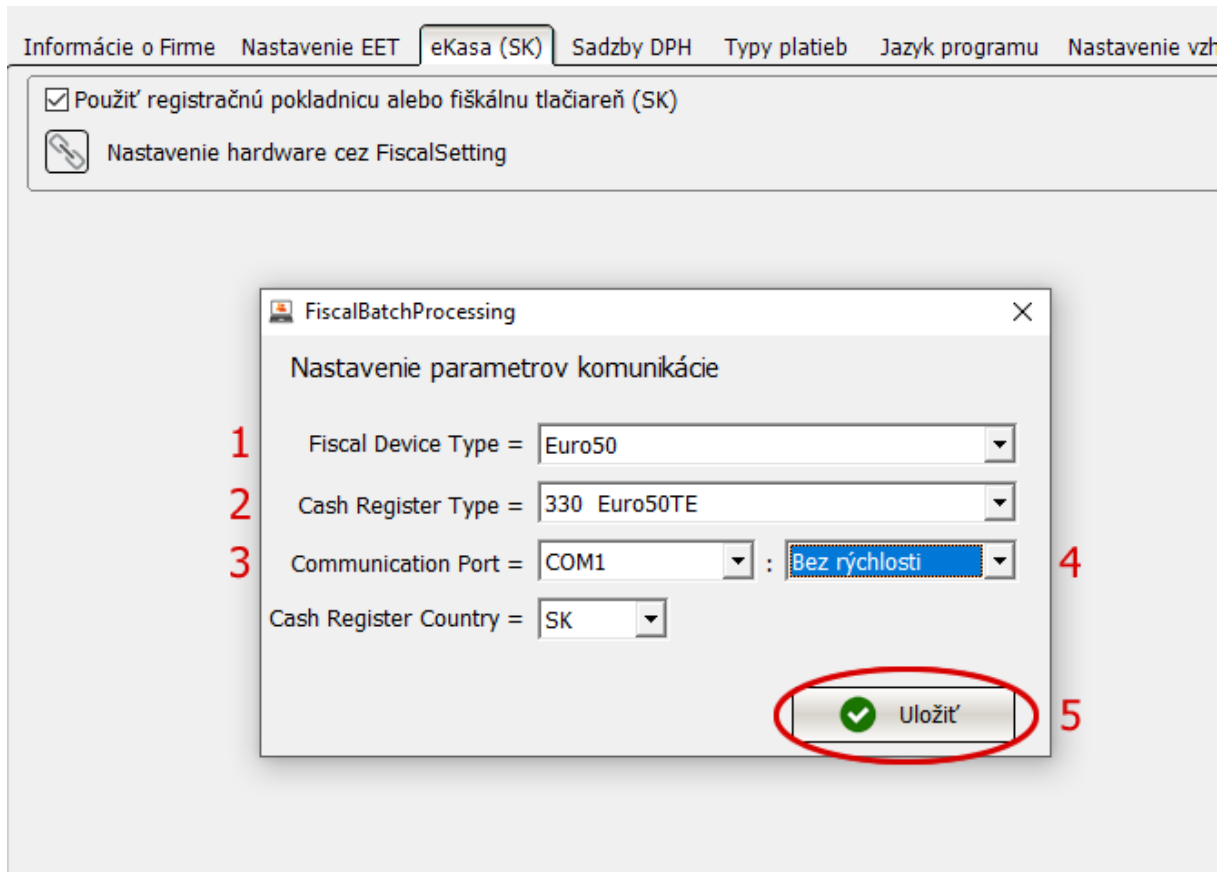 Informácie o Firme Nastavenie EET eKasa (SK) Sadzby DPH Typy platieb Jazyk programu Nastavenie vzh
Použiť registračnú pokladnicu alebo fiškálnu tlačiareň (SK)
Nastavenie hardware cez FiscalSetting
FiscalBatchProcessing
Nastavenie parametrov komunikácie
1 Fiscal Device Type = Euro50
2 Cash Register Type = 330 Euro50TE
3 Communication Port = COM1 : Bez rýchlosti 4
Cash Register Country = SK
Uložiť 5